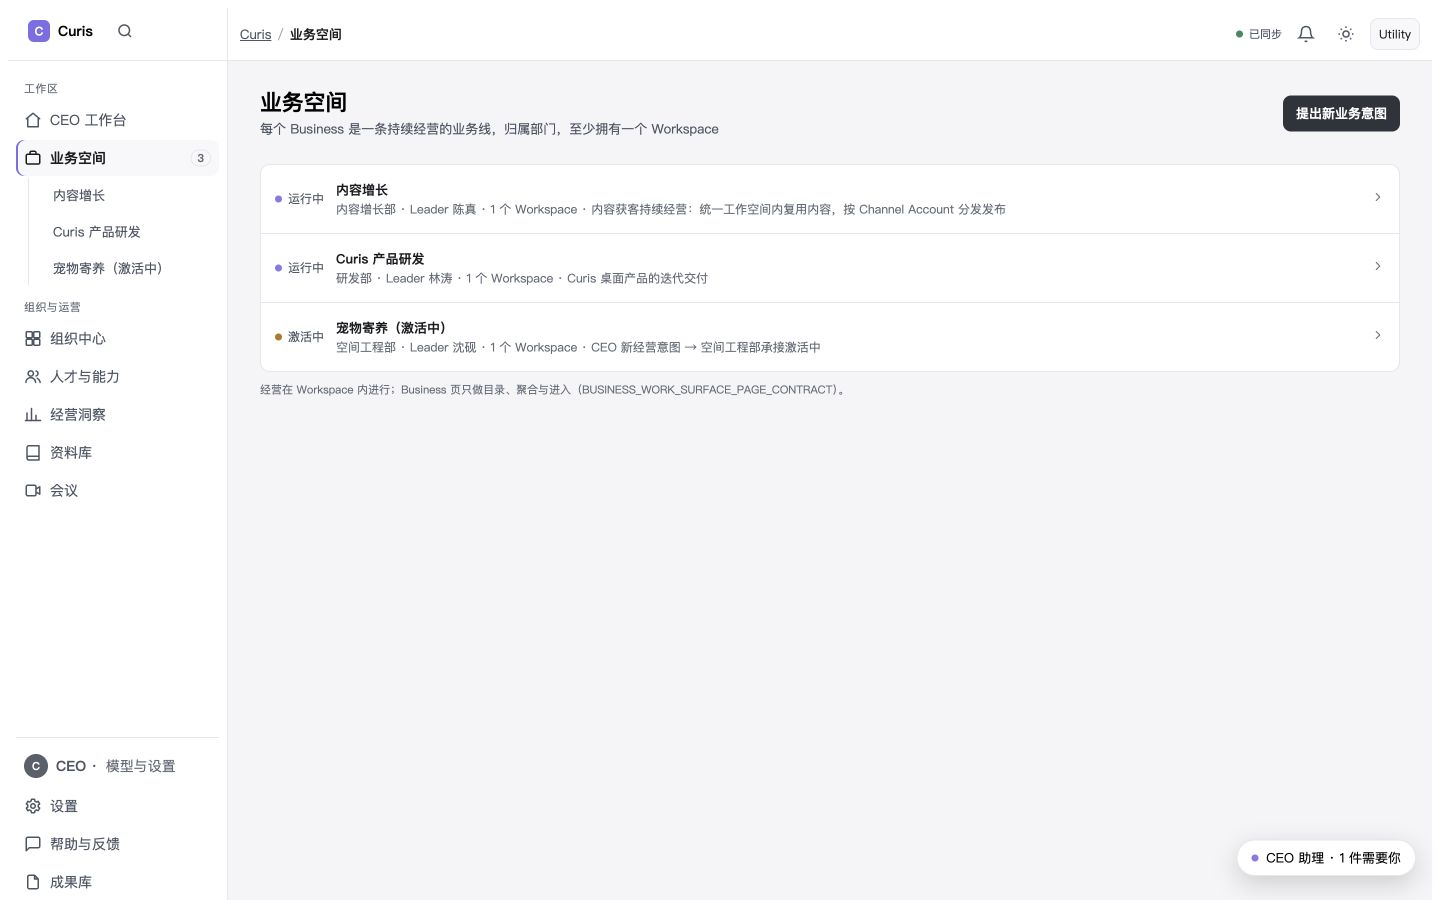 C Curis
工作区
CEO 工作台
业务空间 3
内容增长
Curis 产品研发
宠物寄养（激活中）
组织与运营
组织中心
人才与能力
经营洞察
资料库
会议
C CEO · 模型与设置
设置
帮助与反馈
成果库
Curis / 业务空间
已同步
Utility
业务空间
每个 Business 是一条持续经营的业务线，归属部门，至少拥有一个 Workspace
提出新业务意图
运行中
内容增长
内容增长部 · Leader 陈真 · 1 个 Workspace · 内容获客持续经营：统一工作空间内复用内容，按 Channel Account 分发发布
运行中
Curis 产品研发
研发部 · Leader 林涛 · 1 个 Workspace · Curis 桌面产品的迭代交付
激活中
宠物寄养（激活中）
空间工程部 · Leader 沈砚 · 1 个 Workspace · CEO 新经营意图 → 空间工程部承接激活中
经营在 Workspace 内进行；Business 页只做目录、聚合与进入（BUSINESS_WORK_SURFACE_PAGE_CONTRACT）。
CEO 助理 · 1 件需要你